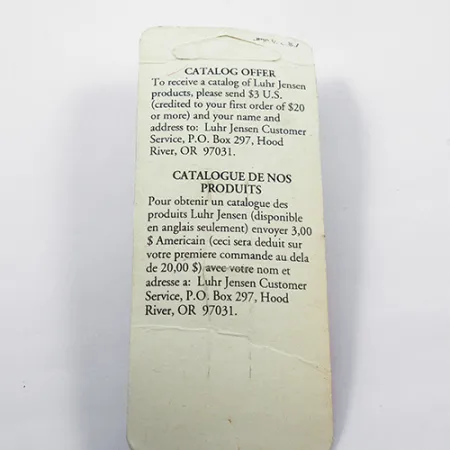 CATALOG OFFER
To receive a catalog of Luhr Jensen
products, please send $3 U.S.
(credited to your first order of $20
or more) and your name and
address to: Luhr Jensen Customer
Service, P.O. Box 297, Hood
River, OR 97031.
CATALOGUE DE NOS
PRODUITS
Pour obtenir un catalogue des
produits Luhr Jensen (disponible
en anglais seulement) envoyer 3,00
$ Americain (ceci sera deduit sur
votre premiere commande au dela
de 20,00 $) avec votre nom et
adresse a: Luhr Jensen Customer
Service, P.O. Box 297, Hood
River, OR 97031.